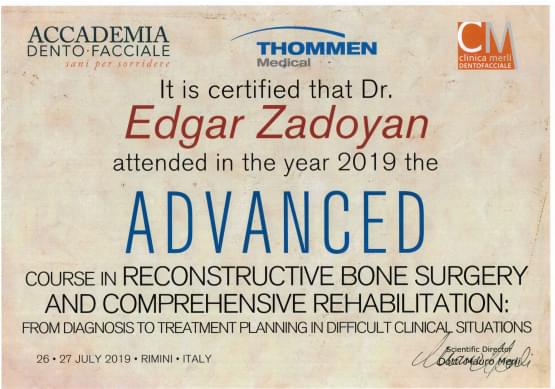 ACCADEMIA
DENTO·FACCIALE
sani per sorridere
THOMMEN
Medical
CM
clinica merli
DENTOFACCIALE
It is certified that Dr.
Edgar Zadoyan
attended in the year 2019 the
ADVANCED
COURSE IN RECONSTRUCTIVE BONE SURGERY
AND COMPREHENSIVE REHABILITATION:
FROM DIAGNOSIS TO TREATMENT PLANNING IN DIFFICULT CLINICAL SITUATIONS
26 • 27 JULY 2019 • RIMINI • ITALY
Scientific Director
Dott. Mauro Merli